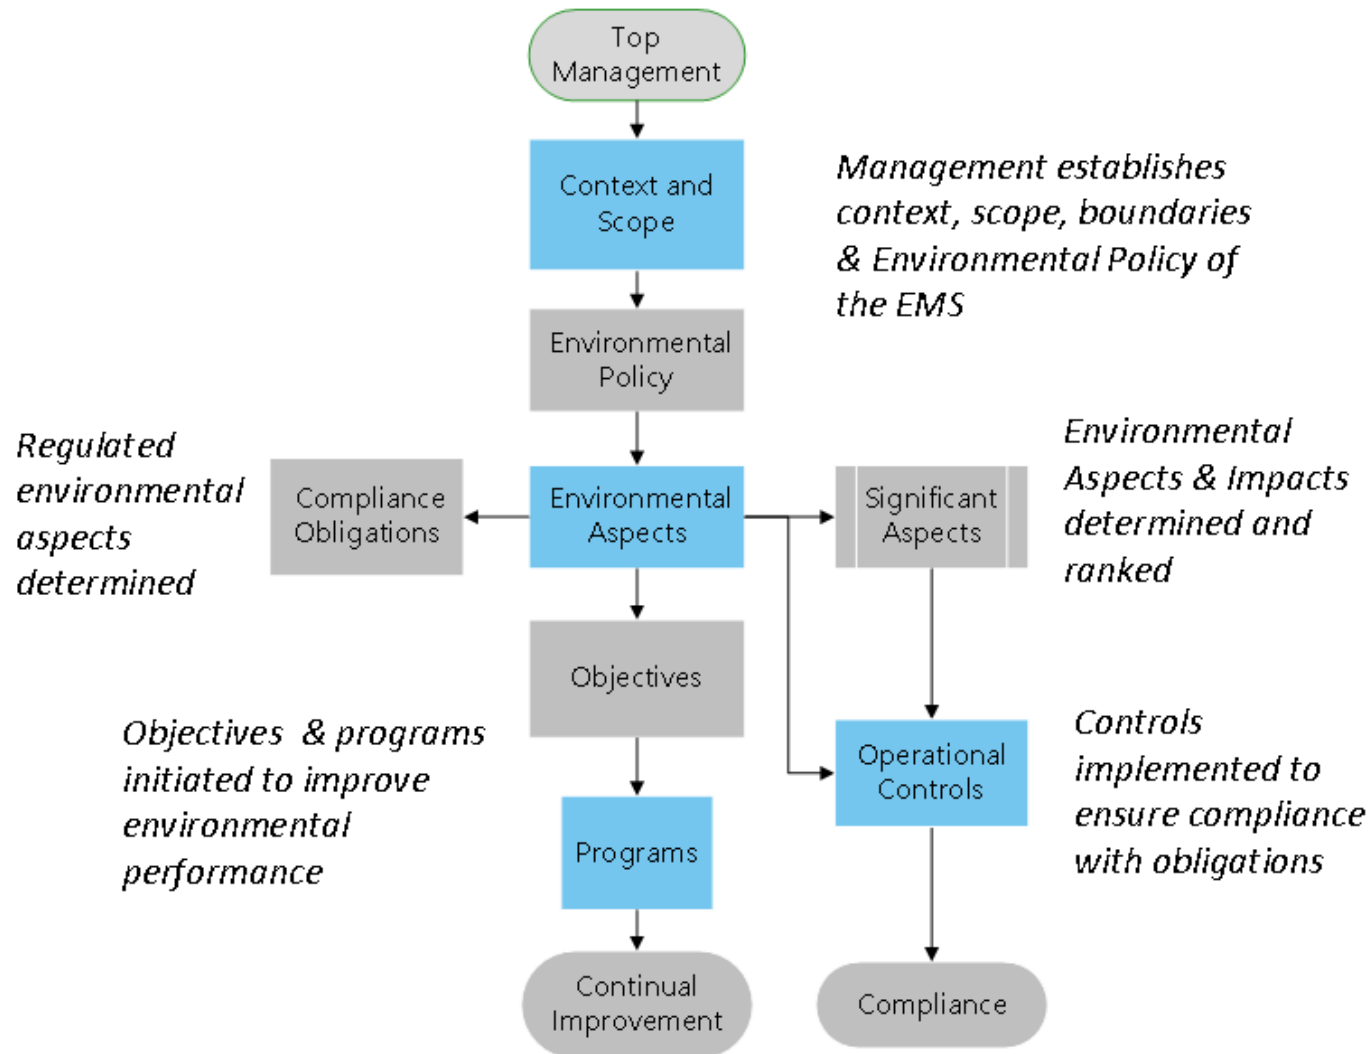 Top
Management
Context and
Scope
Management establishes
context, scope, boundaries
& Environmental Policy of
the EMS
Environmental
Policy
Regulated
environmental
aspects
determined
Compliance
Obligations
Environmental
Aspects
Significant
Aspects
Environmental
Aspects & Impacts
determined and
ranked
Objectives
Objectives & programs
initiated to improve
environmental
performance
Programs
Operational
Controls
Controls
implemented to
ensure compliance
with obligations
Continual
Improvement
Compliance